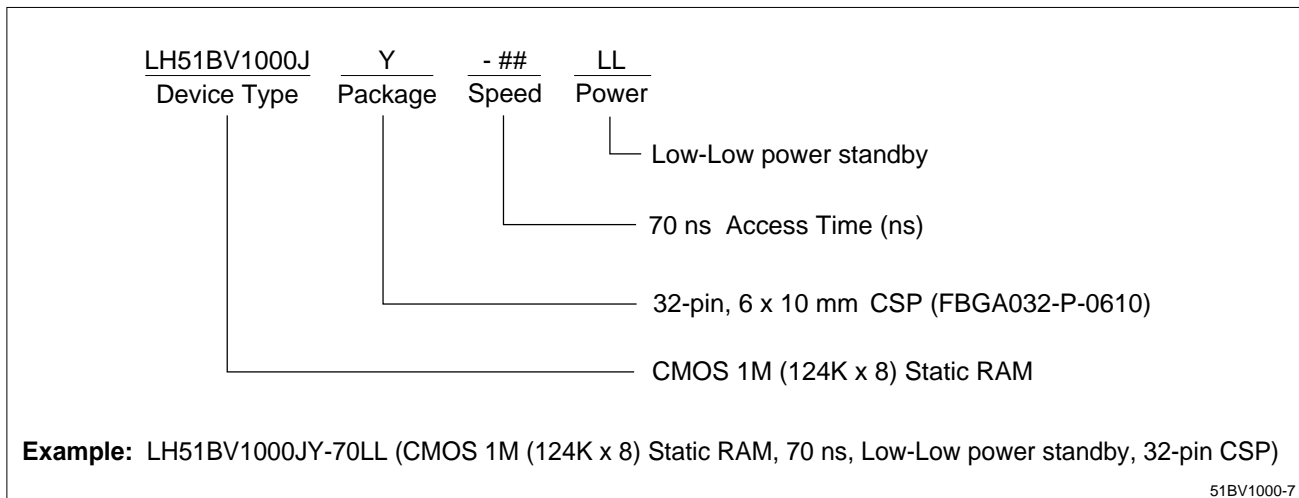 LH51BV1000J Y - ## LL
Device Type Package Speed Power
Low-Low power standby
70 ns Access Time (ns)
32-pin, 6 x 10 mm CSP (FBGA032-P-0610)
CMOS 1M (124K x 8) Static RAM
Example: LH51BV1000JY-70LL (CMOS 1M (124K x 8) Static RAM, 70 ns, Low-Low power standby, 32-pin CSP)
51BV1000-7